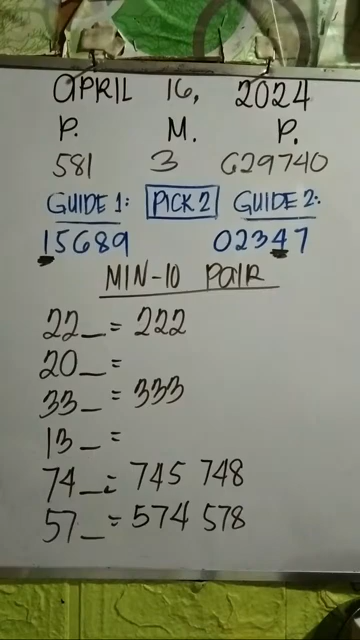 APRIL 16, 2024
P. M. P.
581 3 629740
GUIDE 1: PICK 2 GUIDE 2:
15689 02347
MIN-10 PAIR
22_ = 222
20_ =
33_ = 333
13_ =
74_ = 745 748
57_ = 574 578